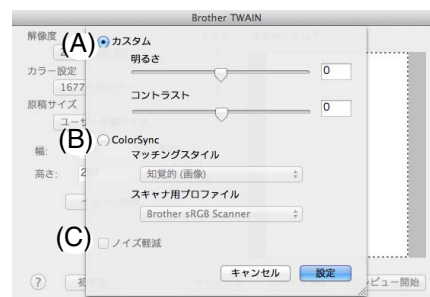 Brother TWAIN
解像度
(A) カスタム
明るさ
0
カラー設定
1677
コントラスト
0
原稿サイズ
ユーザ
(B) ColorSync
マッチングスタイル
幅:
知覚的 (画像)
高さ: 2
スキャナ用プロファイル
Brother sRGB Scanner
(C) ノイズ軽減
キャンセル
設定
?
初
ビュー開始